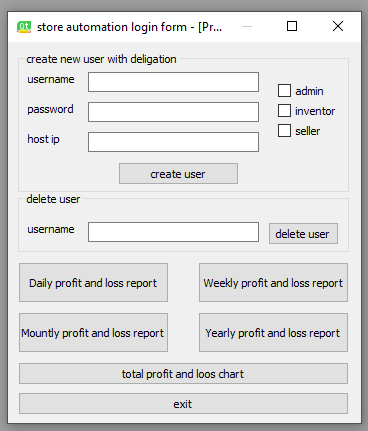 Qt store automation login form - [Pr...
create new user with deligation
username
admin
password
inventor
host ip
seller
create user
delete user
username
delete user
Daily profit and loss report
Weekly profit and loss report
Mountly profit and loss report
Yearly profit and loss report
total profit and loos chart
exit